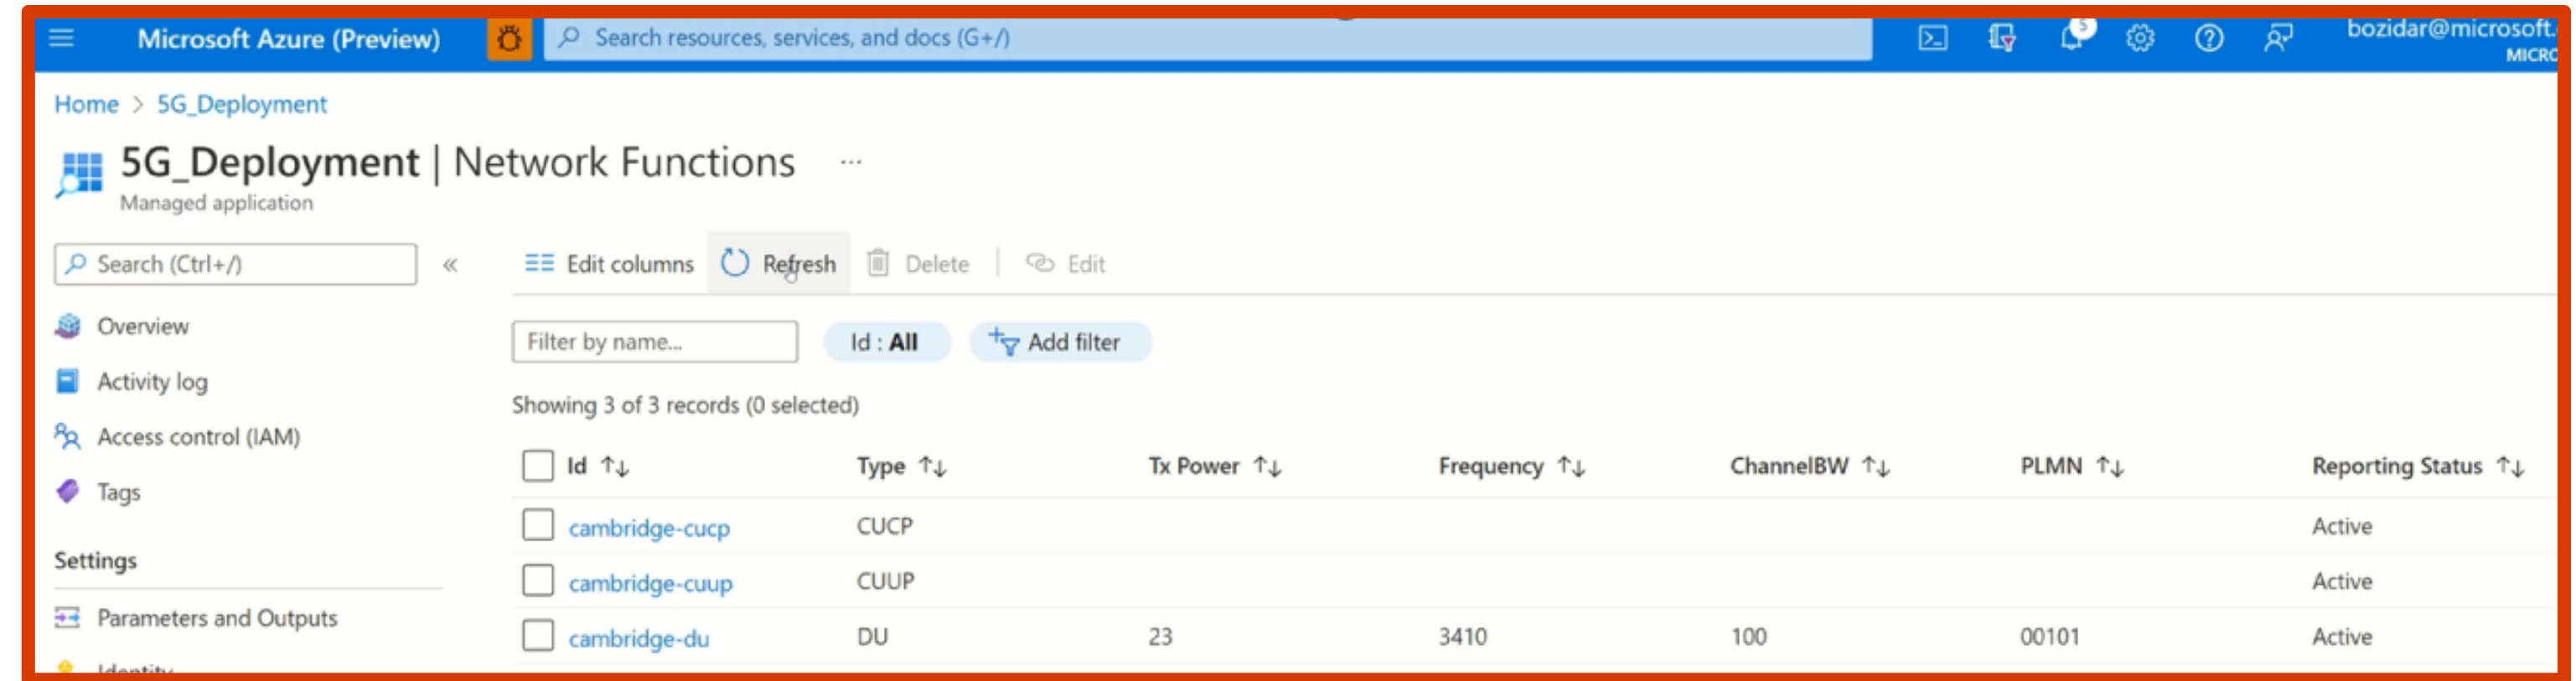 Microsoft Azure (Preview) Search resources, services, and docs (G+/) 5 bozidar@microsoft.
MICRO
Home > 5G_Deployment
5G_Deployment | Network Functions ...
Managed application
Search (Ctrl+/) « Edit columns Refresh Delete | Edit
Overview
Filter by name... Id : All Add filter
Activity log
Showing 3 of 3 records (0 selected)
Access control (IAM)
Id ↑↓ Type ↑↓ Tx Power ↑↓ Frequency ↑↓ ChannelBW ↑↓ PLMN ↑↓ Reporting Status ↑↓
Tags
cambridge-cucp CUCP Active
Settings
cambridge-cuup CUUP Active
Parameters and Outputs
cambridge-du DU 23 3410 100 00101 Active
Identity